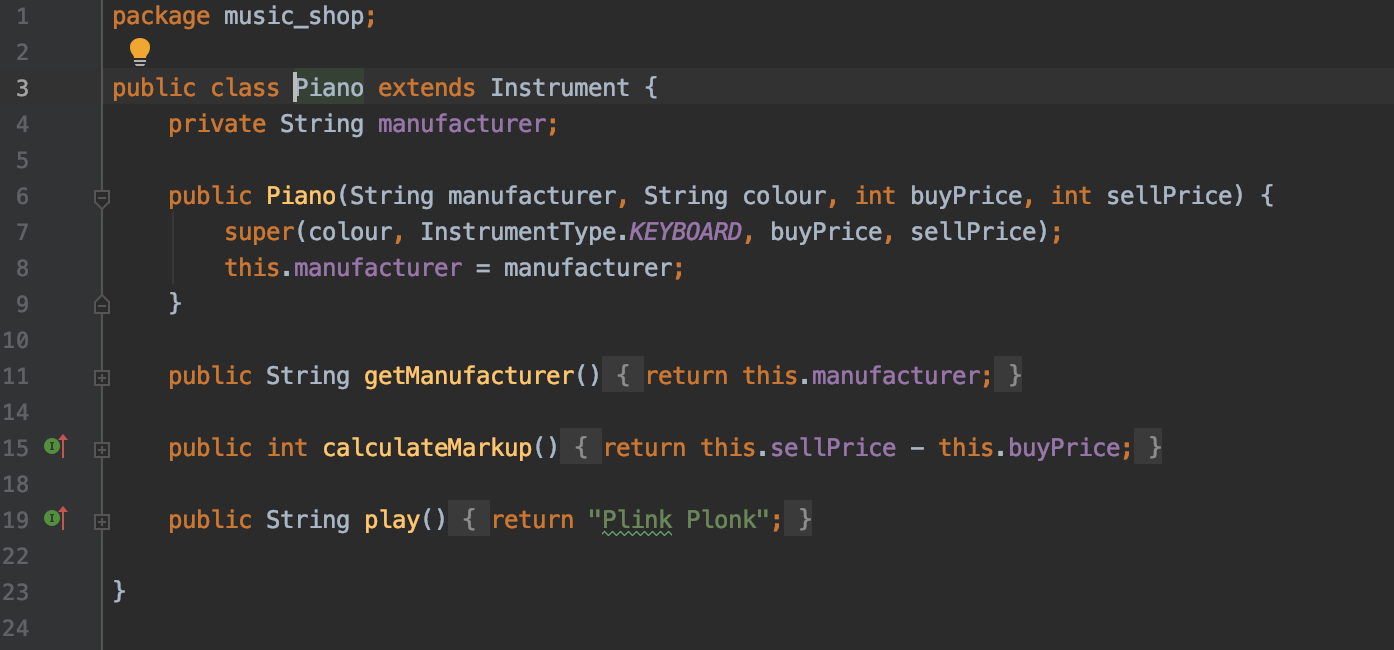 1 package music_shop;
2
3 public class Piano extends Instrument {
4     private String manufacturer;
5
6     public Piano(String manufacturer, String colour, int buyPrice, int sellPrice) {
7         super(colour, InstrumentType.KEYBOARD, buyPrice, sellPrice);
8         this.manufacturer = manufacturer;
9     }
10
11     public String getManufacturer() { return this.manufacturer; }
14
15     public int calculateMarkup() { return this.sellPrice - this.buyPrice; }
18
19     public String play() { return "Plink Plonk"; }
22
23 }
24